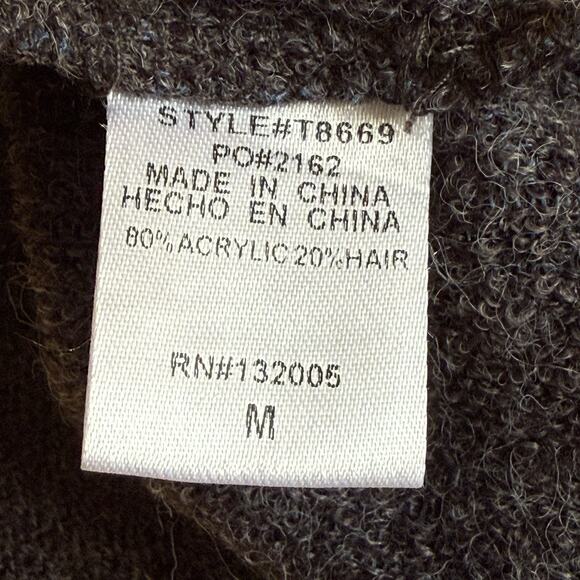 STYLE#T8669
PO#2162
MADE IN CHINA
HECHO EN CHINA
80% ACRYLIC 20% HAIR
RN#132005
M